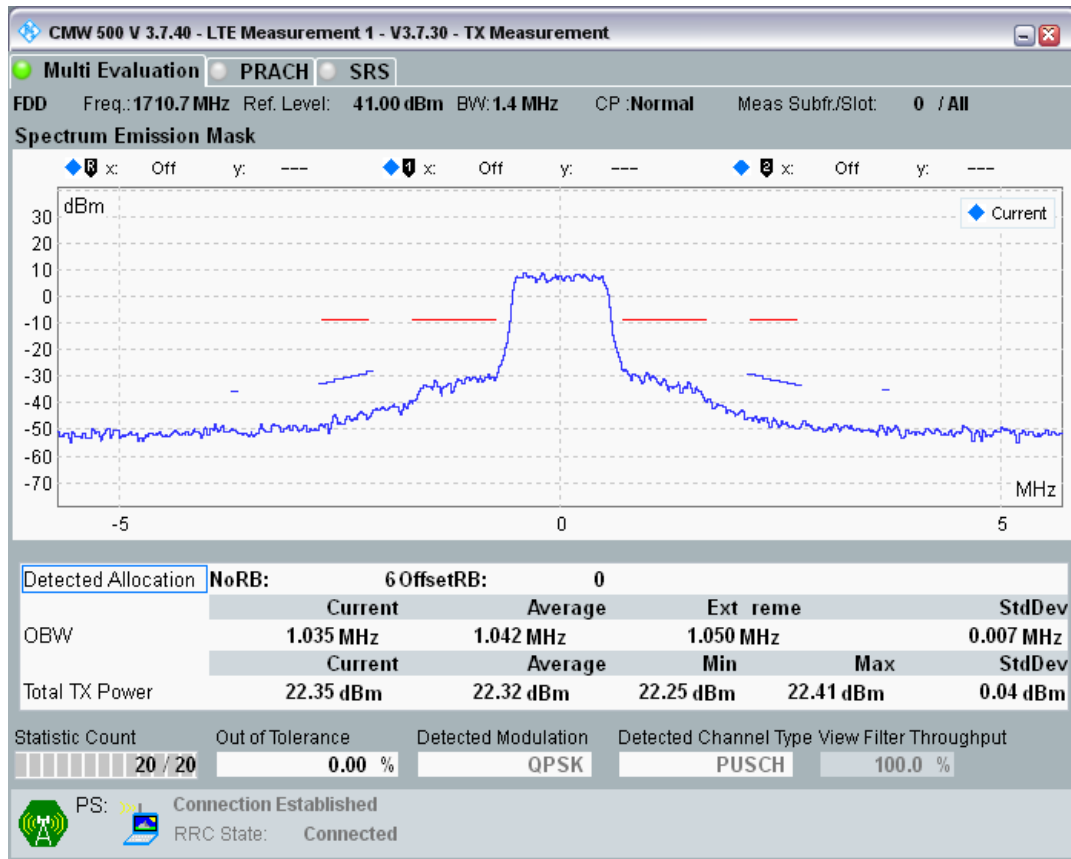 CMW 500 V 3.7.40 - LTE Measurement 1 - V3.7.30 - TX Measurement
Multi Evaluation PRACH SRS
FDD Freq.: 1710.7 MHz Ref. Level: 41.00 dBm BW: 1.4 MHz CP :Normal Meas Subfr./Slot: 0 / All
Spectrum Emission Mask
R x: Off y: --- 1 x: Off y: --- 2 x: Off y: ---
dBm
Current
30
20
10
0
-10
-20
-30
-40
-50
-60
-70
MHz
-5 0 5
Detected Allocation NoRB: 6 OffsetRB: 0
Current Average Ext reme StdDev
OBW 1.035 MHz 1.042 MHz 1.050 MHz 0.007 MHz
Current Average Min Max StdDev
Total TX Power 22.35 dBm 22.32 dBm 22.25 dBm 22.41 dBm 0.04 dBm
Statistic Count Out of Tolerance Detected Modulation Detected Channel Type View Filter Throughput
20 / 20 0.00 % QPSK PUSCH 100.0 %
PS: Connection Established
RRC State: Connected